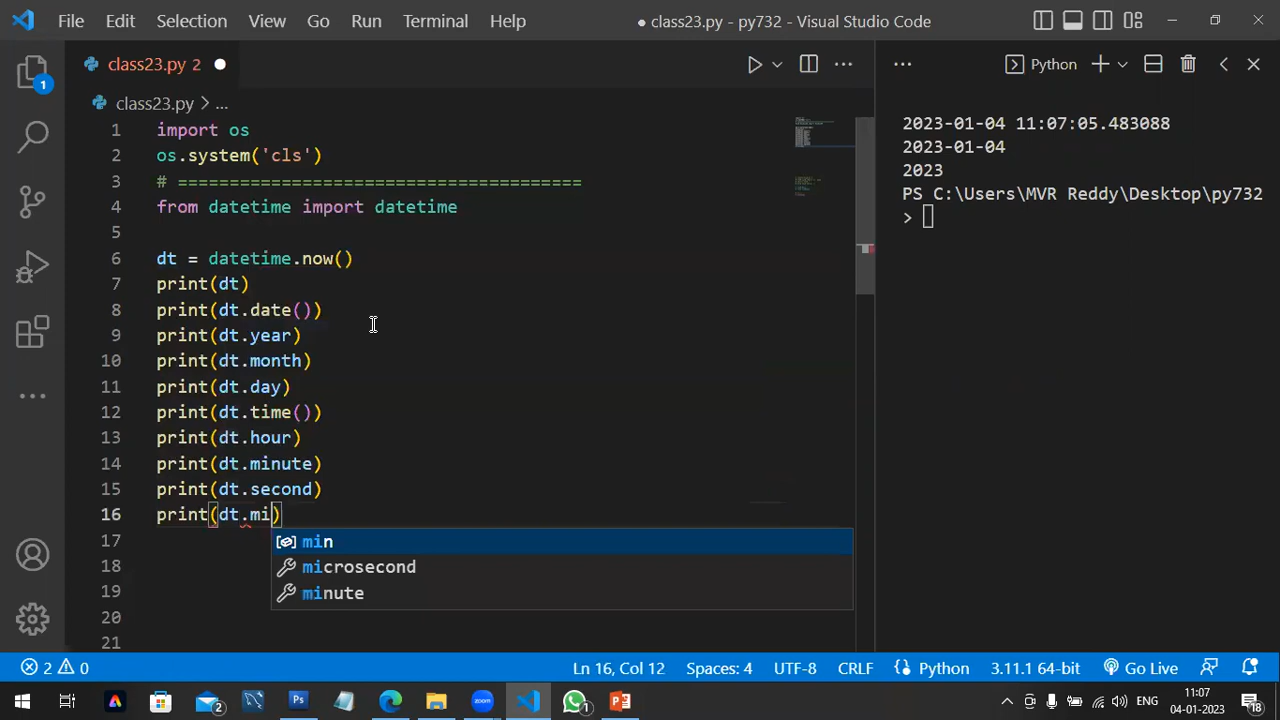 File Edit Selection View Go Run Terminal Help ● class23.py - py732 - Visual Studio Code
class23.py 2 ●
Python
1
class23.py > ...
1 import os
2 os.system('cls')
3 # =======================================
4 from datetime import datetime
5
6 dt = datetime.now()
7 print(dt)
8 print(dt.date())
9 print(dt.year)
10 print(dt.month)
11 print(dt.day)
12 print(dt.time())
13 print(dt.hour)
14 print(dt.minute)
15 print(dt.second)
16 print(dt.mi)
17
18
19
20
21
min
microsecond
minute
2023-01-04 11:07:05.483088
2023-01-04
2023
PS C:\Users\MVR Reddy\Desktop\py732
>
2 0 Ln 16, Col 12 Spaces: 4 UTF-8 CRLF Python 3.11.1 64-bit Go Live
A 2 Ps zoom 1 P ENG 11:07
04-01-2023 18